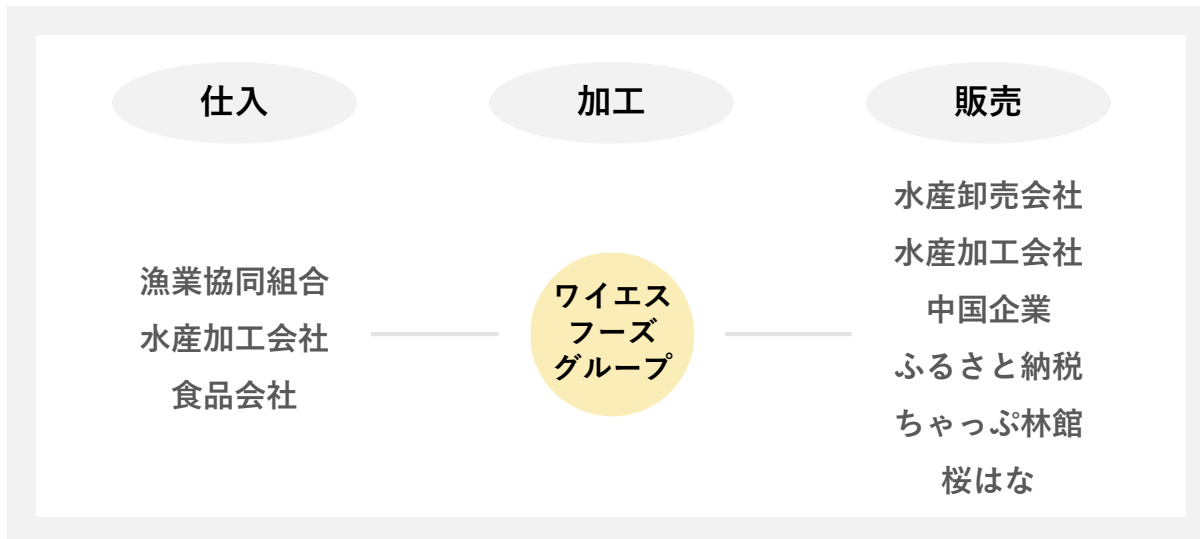 仕入
加工
販売
漁業協同組合
水産加工会社
食品会社
ワイエス
フーズ
グループ
水産卸売会社
水産加工会社
中国企業
ふるさと納税
ちゃっぷ林館
桜はな